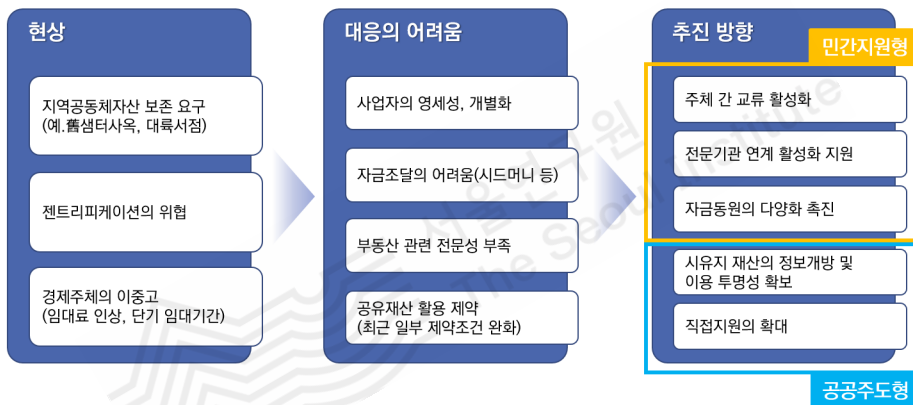 현상
지역공동체자산 보존 요구
(예.舊샘터사옥, 대륙서점)
젠트리피케이션의 위협
경제주체의 이중고
(임대료 인상, 단기 임대기간)
대응의 어려움
사업자의 영세성, 개별화
자금조달의 어려움(시드머니 등)
부동산 관련 전문성 부족
공유재산 활용 제약
(최근 일부 제약조건 완화)
추진 방향
민간지원형
주체 간 교류 활성화
전문기관 연계 활성화 지원
자금동원의 다양화 촉진
시유지 재산의 정보개방 및
이용 투명성 확보
직접지원의 확대
공공주도형
서울연구원
The Seoul Institute